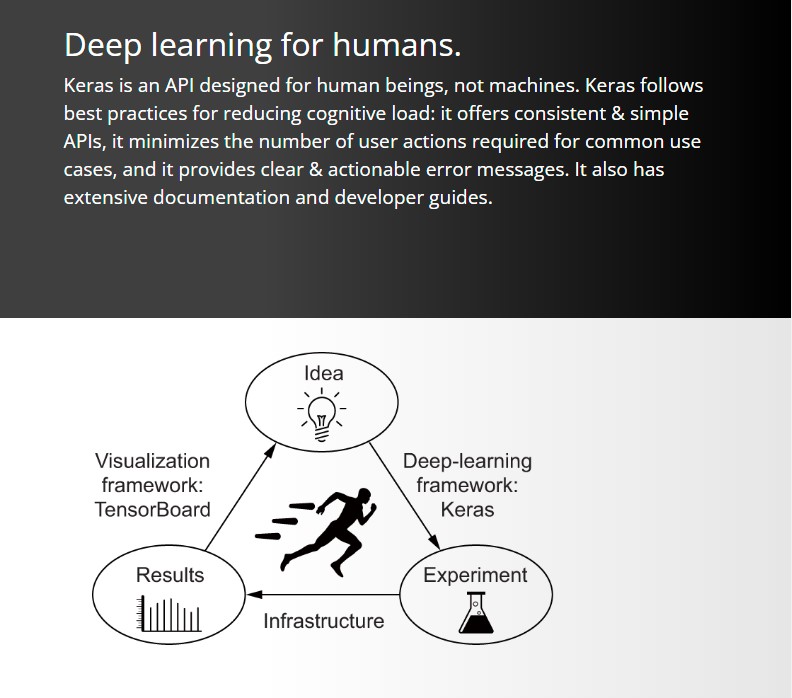 Deep learning for humans.
Keras is an API designed for human beings, not machines. Keras follows
best practices for reducing cognitive load: it offers consistent & simple
APIs, it minimizes the number of user actions required for common use
cases, and it provides clear & actionable error messages. It also has
extensive documentation and developer guides.
Idea
Visualization
framework:
TensorBoard
Deep-learning
framework:
Keras
Results
Experiment
Infrastructure